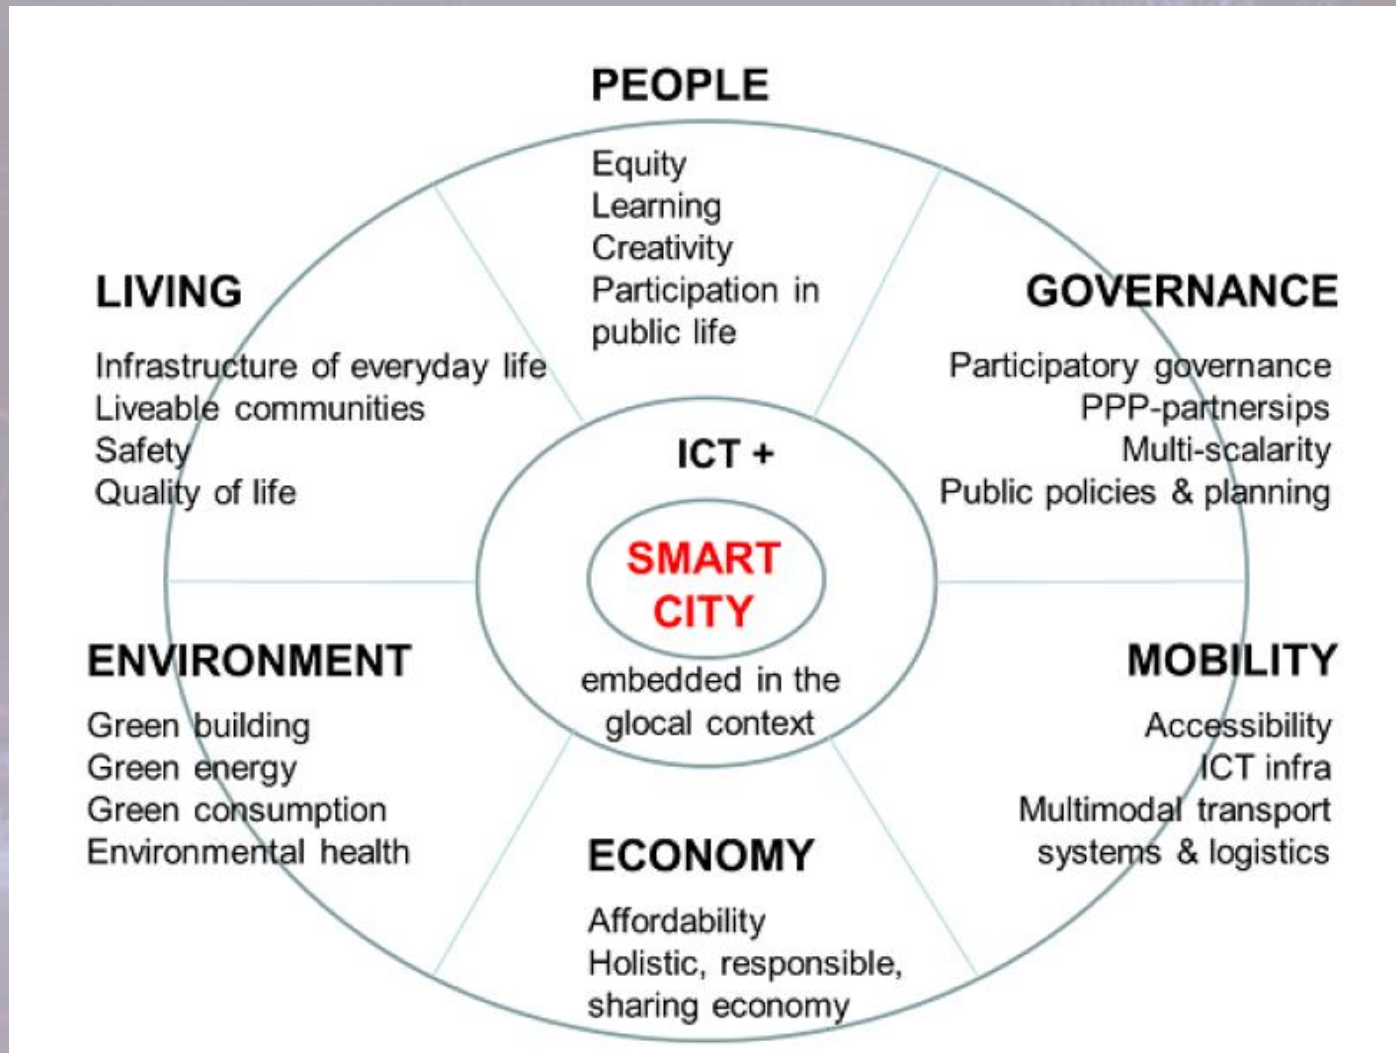 PEOPLE
Equity
Learning
Creativity
Participation in
public life
LIVING
Infrastructure of everyday life
Liveable communities
Safety
Quality of life
GOVERNANCE
Participatory governance
PPP-partnersips
Multi-scalarity
Public policies & planning
ICT +
SMART
CITY
embedded in the
glocal context
ENVIRONMENT
Green building
Green energy
Green consumption
Environmental health
MOBILITY
Accessibility
ICT infra
Multimodal transport
systems & logistics
ECONOMY
Affordability
Holistic, responsible,
sharing economy